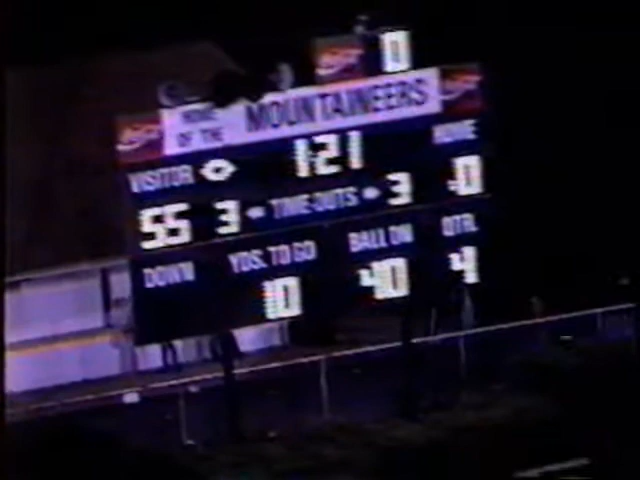 0
HOME OF THE MOUNTAINEERS
VISITOR 1:21 HOME
55 3 TIME-OUTS 3 0
DOWN YDS. TO GO BALL ON QTR.
10 40 4